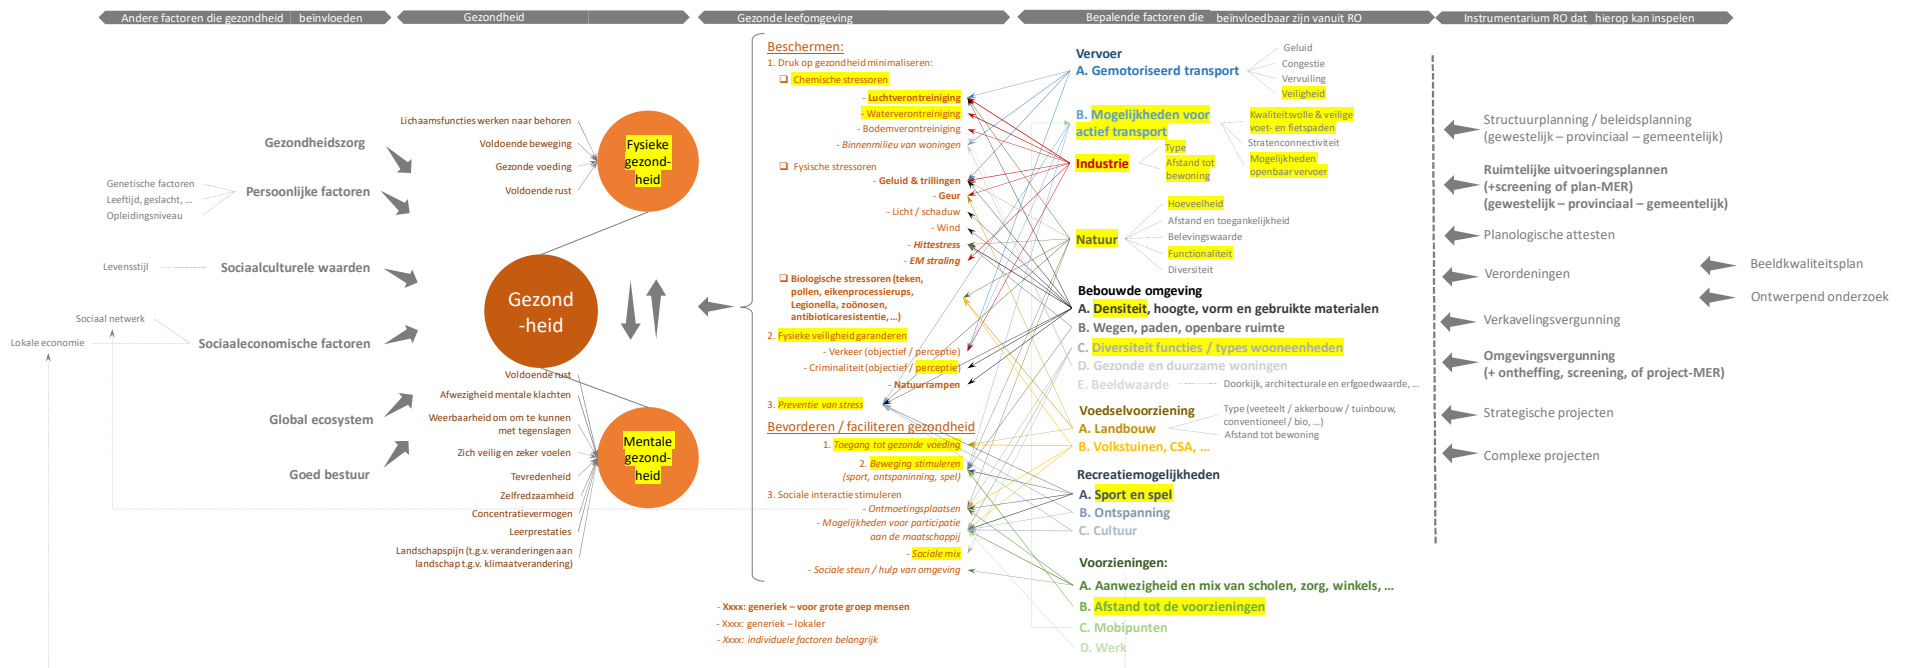 Andere factoren die gezondheid beïnvloeden
Gezondheid
Gezonde leefomgeving
Bepalende factoren die beïnvloedbaar zijn vanuit RO
Instrumentarium RO dat hierop kan inspelen
Gezondheidszorg
Genetische factoren
Leeftijd, geslacht, ...
Opleidingsniveau
Persoonlijke factoren
Levensstijl
Sociaalculturele waarden
Sociaal netwerk
Lokale economie
Sociaaleconomische factoren
Global ecosystem
Goed bestuur
Lichaamsfuncties werken naar behoren
Voldoende beweging
Gezonde voeding
Voldoende rust
Fysieke
gezond-
heid
Gezond
-heid
Voldoende rust
Afwezigheid mentale klachten
Weerbaarheid om om te kunnen
met tegenslagen
Zich veilig en zeker voelen
Tevredenheid
Zelfredzaamheid
Concentratievermogen
Leerprestaties
Landschapspijn (t.g.v. veranderingen aan
landschap t.g.v. klimaatverandering)
Mentale
gezond-
heid
Beschermen:
1. Druk op gezondheid minimaliseren:
❑ Chemische stressoren
- Luchtverontreiniging
- Waterverontreiniging
- Bodemverontreiniging
- Binnenmilieu van woningen
❑ Fysische stressoren
- Geluid & trillingen
- Geur
- Licht / schaduw
- Wind
- Hittestress
- EM straling
❑ Biologische stressoren (teken,
pollen, eikenprocessierups,
Legionella, zoönosen,
antibioticaresistentie, ...)
2. Fysieke veiligheid garanderen
- Verkeer (objectief / perceptie)
- Criminaliteit (objectief / perceptie)
- Natuurrampen
3. Preventie van stress
Bevorderen / faciliteren gezondheid
1. Toegang tot gezonde voeding
2. Beweging stimuleren
(sport, ontspaninning, spel)
3. Sociale interactie stimuleren
- Ontmoetingsplaatsen
- Mogelijkheden voor participatie
aan de maatschappij
- Sociale mix
- Sociale steun / hulp van omgeving
- Xxxx: generiek – voor grote groep mensen
- Xxxx: generiek – lokaler
- Xxxx: individuele factoren belangrijk
Vervoer
A. Gemotoriseerd transport
Geluid
Congestie
Vervuiling
Veiligheid
B. Mogelijkheden voor
actief transport
Kwaliteitsvolle & veilige
voet- en fietspaden
Stratenconnectiviteit
Mogelijkheden
openbaar vervoer
Industrie
Type
Afstand tot
bewoning
Natuur
Hoeveelheid
Afstand en toegankelijkheid
Belevingswaarde
Functionaliteit
Diversiteit
Bebouwde omgeving
A. Densiteit, hoogte, vorm en gebruikte materialen
B. Wegen, paden, openbare ruimte
C. Diversiteit functies / types wooneenheden
D. Gezonde en duurzame woningen
E. Beeldwaarde
Doorkijk, architecturale en erfgoedwaarde, ...
Voedselvoorziening
A. Landbouw
Type (veeteelt / akkerbouw / tuinbouw,
conventioneel / bio, ...)
Afstand tot bewoning
B. Volkstuinen, CSA, ...
Recreatiemogelijkheden
A. Sport en spel
B. Ontspanning
C. Cultuur
Voorzieningen:
A. Aanwezigheid en mix van scholen, zorg, winkels, ...
B. Afstand tot de voorzieningen
C. Mobipunten
D. Werk
Structuurplanning / beleidsplanning
(gewestelijk – provinciaal – gemeentelijk)
Ruimtelijke uitvoeringsplannen
(+screening of plan-MER)
(gewestelijk – provinciaal – gemeentelijk)
Planologische attesten
Verordeningen
Verkavelingsvergunning
Omgevingsvergunning
(+ ontheffing, screening, of project-MER)
Strategische projecten
Complexe projecten
Beeldkwaliteitsplan
Ontwerpend onderzoek